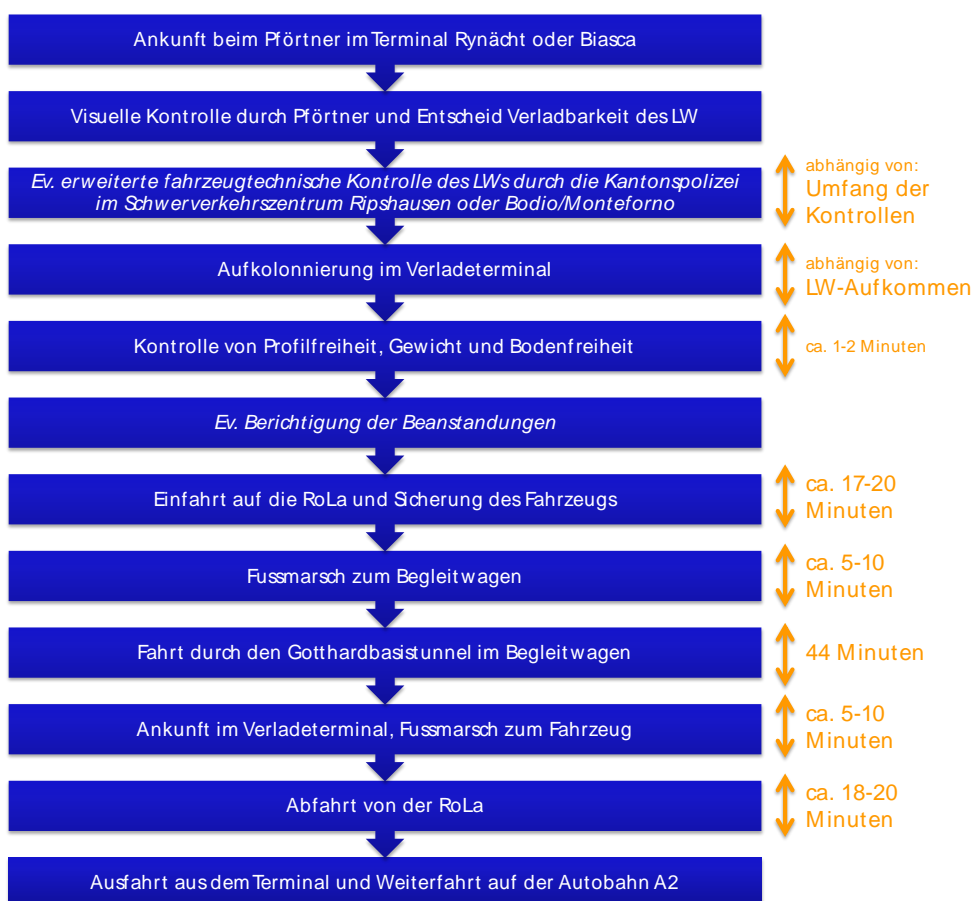 Ankunft beim Pförtner im Terminal Rynächt oder Biasca
Visuelle Kontrolle durch Pförtner und Entscheid Verladbarkeit des LW
Ev. erweiterte fahrzeugtechnische Kontrolle des LWs durch die Kantonspolizei
im Schwerverkehrszentrum Ripshausen oder Bodio/Monteforno
abhängig von:
Umfang der
Kontrollen
Aufkolonnierung im Verladeterminal
abhängig von:
LW-Aufkommen
Kontrolle von Profilfreiheit, Gewicht und Bodenfreiheit
ca. 1-2 Minuten
Ev. Berichtigung der Beanstandungen
Einfahrt auf die RoLa und Sicherung des Fahrzeugs
ca. 17-20
Minuten
Fussmarsch zum Begleitwagen
ca. 5-10
Minuten
Fahrt durch den Gotthardbasistunnel im Begleitwagen
44 Minuten
Ankunft im Verladeterminal, Fussmarsch zum Fahrzeug
ca. 5-10
Minuten
Abfahrt von der RoLa
ca. 18-20
Minuten
Ausfahrt aus dem Terminal und Weiterfahrt auf der Autobahn A2